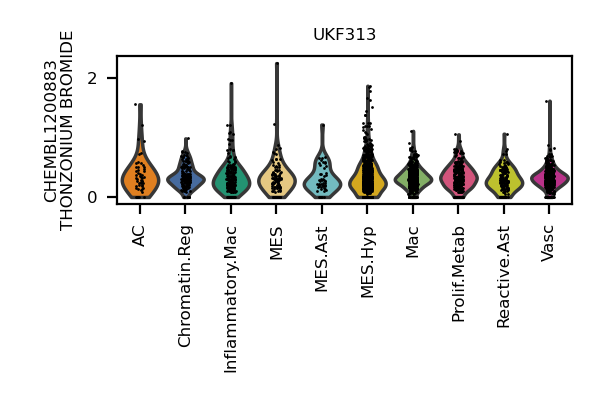 UKF313
CHEMBL1200883
THONZONIUM BROMIDE
2
0
AC
Chromatin.Reg
Inflammatory.Mac
MES
MES.Ast
MES.Hyp
Mac
Prolif.Metab
Reactive.Ast
Vasc